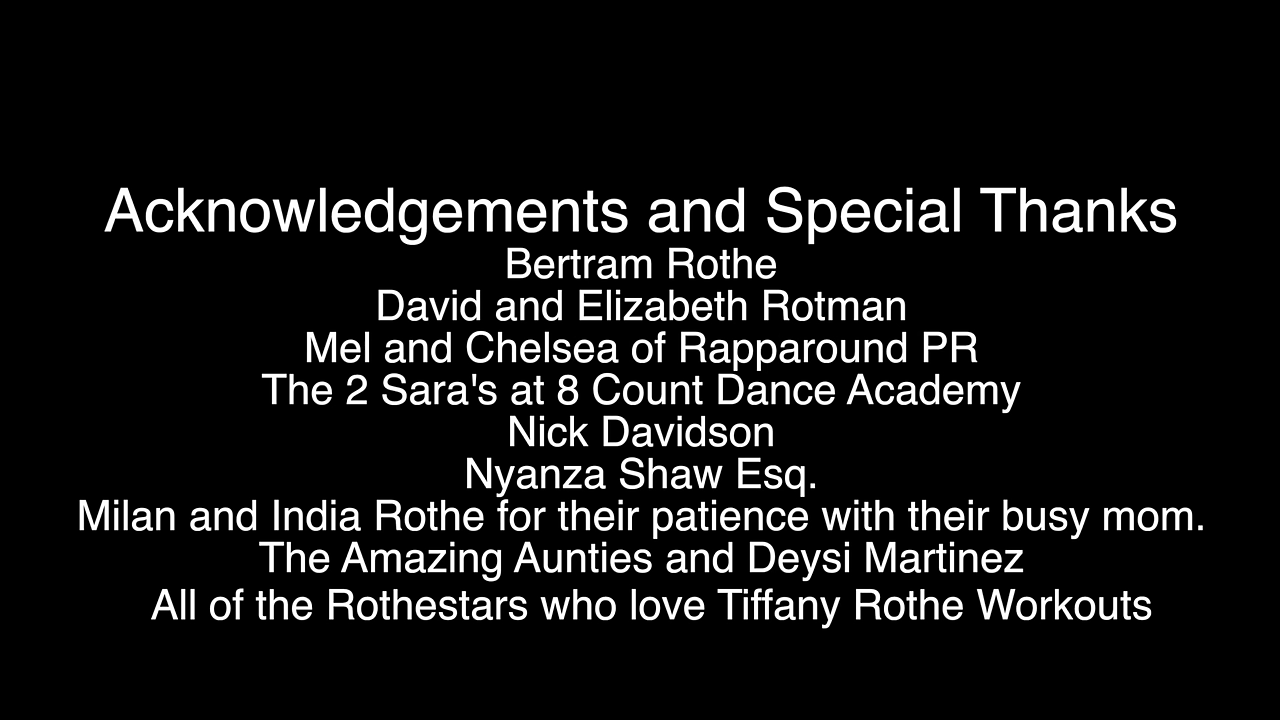 Acknowledgements and Special Thanks
Bertram Rothe
David and Elizabeth Rotman
Mel and Chelsea of Rapparound PR
The 2 Sara's at 8 Count Dance Academy
Nick Davidson
Nyanza Shaw Esq.
Milan and India Rothe for their patience with their busy mom.
The Amazing Aunties and Deysi Martinez
All of the Rothestars who love Tiffany Rothe Workouts